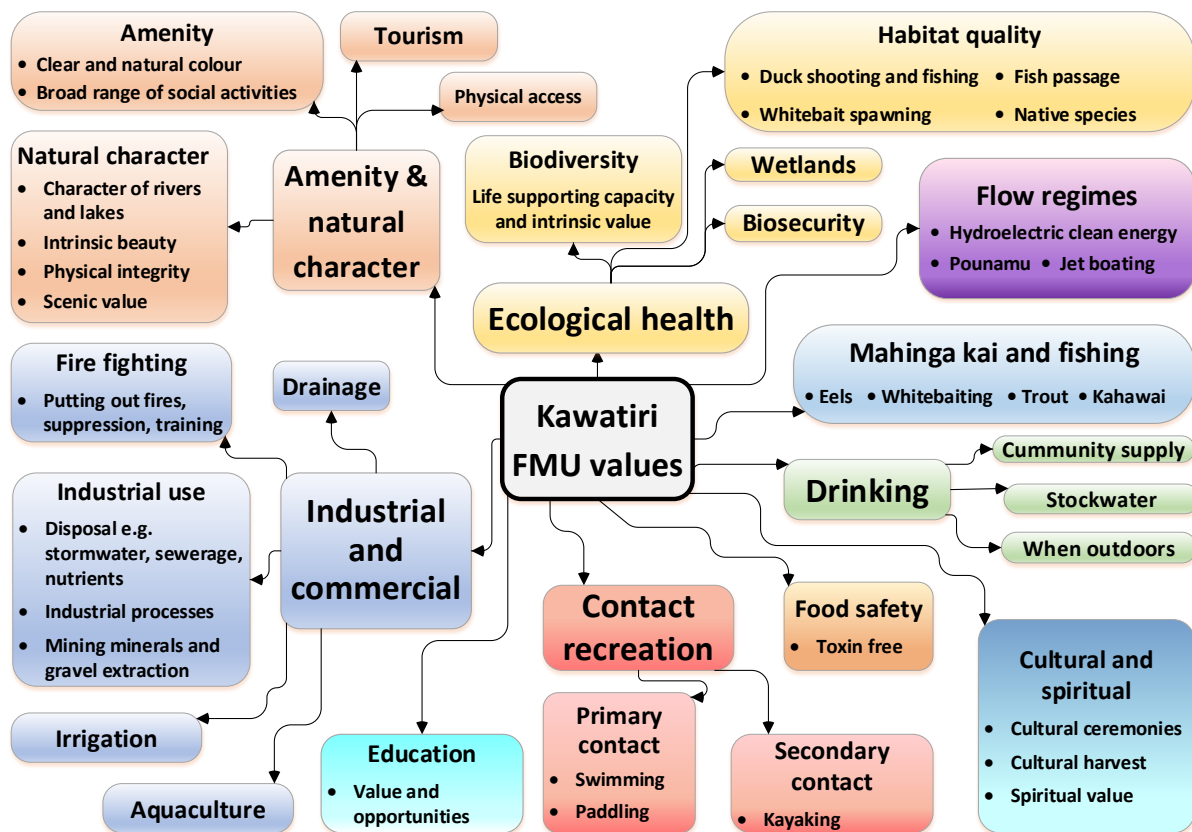 Amenity
• Clear and natural colour
• Broad range of social activities
Tourism
Physical access
Natural character
• Character of rivers
and lakes
• Intrinsic beauty
• Physical integrity
• Scenic value
Amenity &
natural
character
Habitat quality
• Duck shooting and fishing • Fish passage
• Whitebait spawning • Native species
Biodiversity
Life supporting capacity
and intrinsic value
Wetlands
Biosecurity
Ecological health
Flow regimes
• Hydroelectric clean energy
• Pounamu • Jet boating
Mahinga kai and fishing
• Eels • Whitebaiting • Trout • Kahawai
Kawatiri
FMU values
Fire fighting
• Putting out fires,
suppression, training
Drainage
Industrial use
• Disposal e.g.
stormwater, sewerage,
nutrients
• Industrial processes
• Mining minerals and
gravel extraction
Industrial
and
commercial
Irrigation
Aquaculture
Drinking
Cummunity supply
Stockwater
When outdoors
Education
• Value and
opportunities
Contact
recreation
Primary
contact
• Swimming
• Paddling
Secondary
contact
• Kayaking
Food safety
• Toxin free
Cultural and
spiritual
• Cultural ceremonies
• Cultural harvest
• Spiritual value